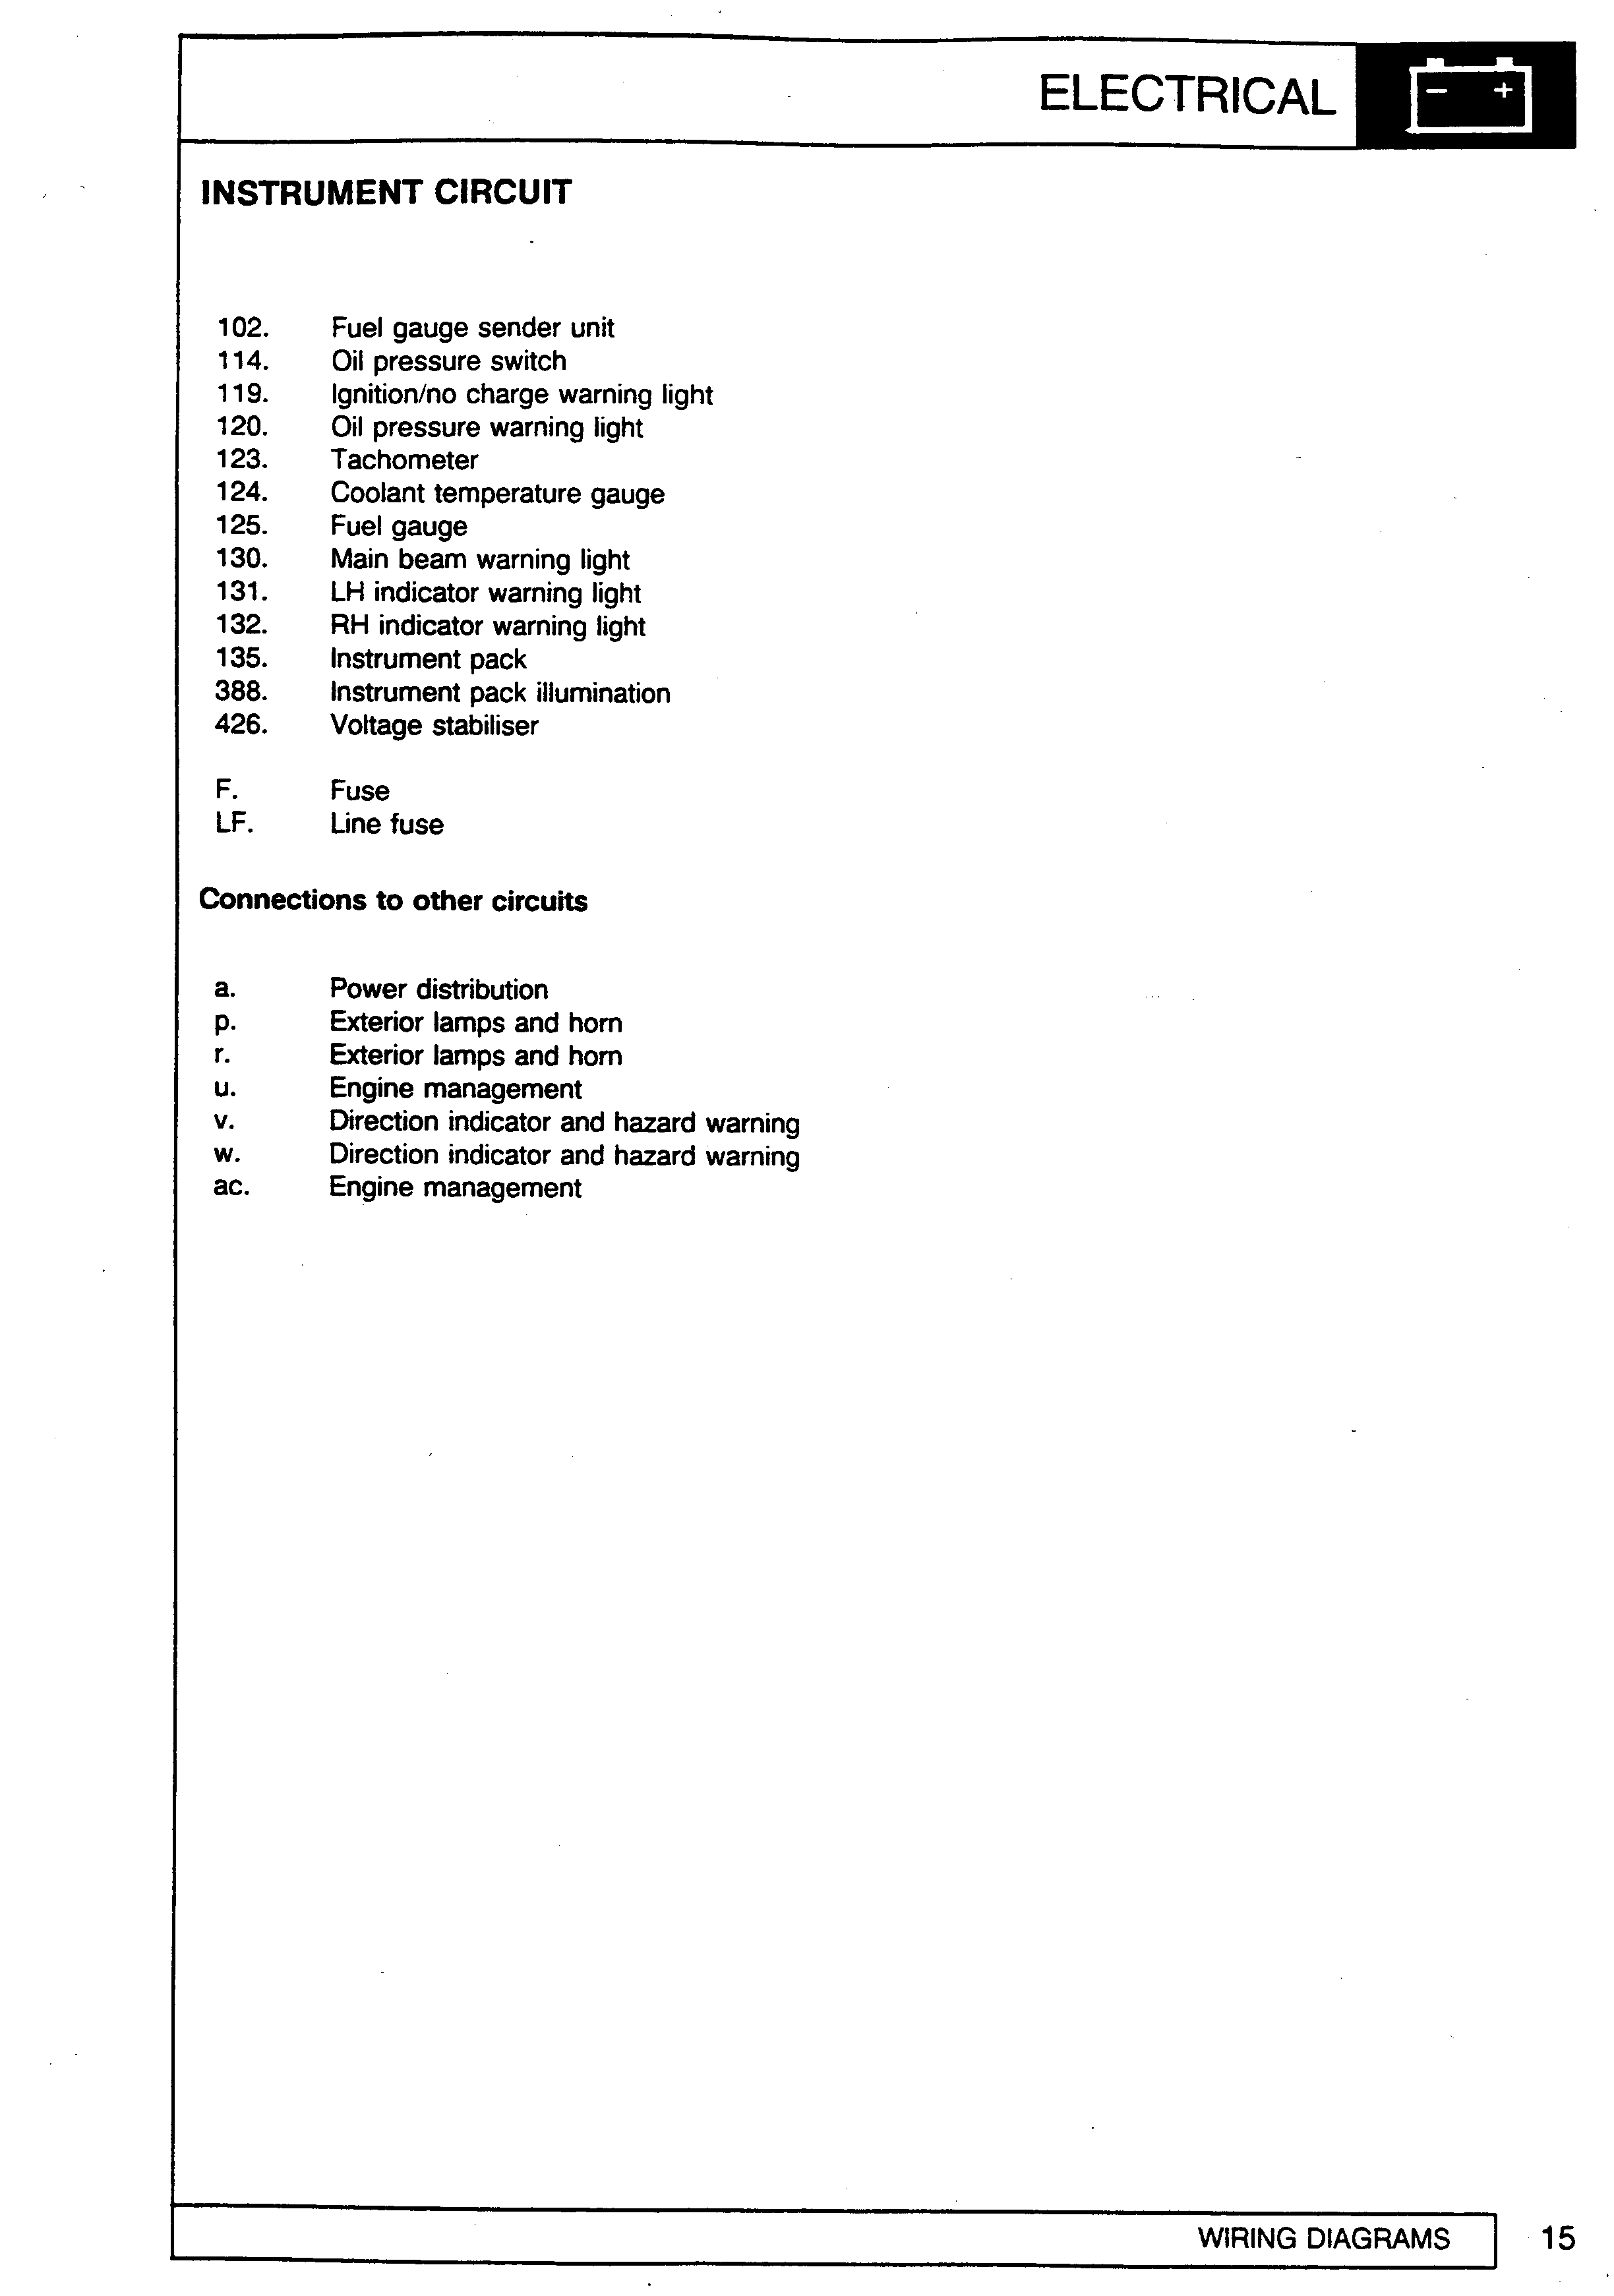 ELECTRICAL
INSTRUMENT CIRCUIT
102. Fuel gauge sender unit
114. Oil pressure switch
119. Ignition/no charge warning light
120. Oil pressure warning light
123. Tachometer
124. Coolant temperature gauge
125. Fuel gauge
130. Main beam warning light
131. LH indicator warning light
132. RH indicator warning light
135. Instrument pack
388. Instrument pack illumination
426. Voltage stabiliser
F. Fuse
LF. Line fuse
Connections to other circuits
a. Power distribution
p. Exterior lamps and horn
r. Exterior lamps and horn
u. Engine management
v. Direction indicator and hazard warning
w. Direction indicator and hazard warning
ac. Engine management
WIRING DIAGRAMS 15